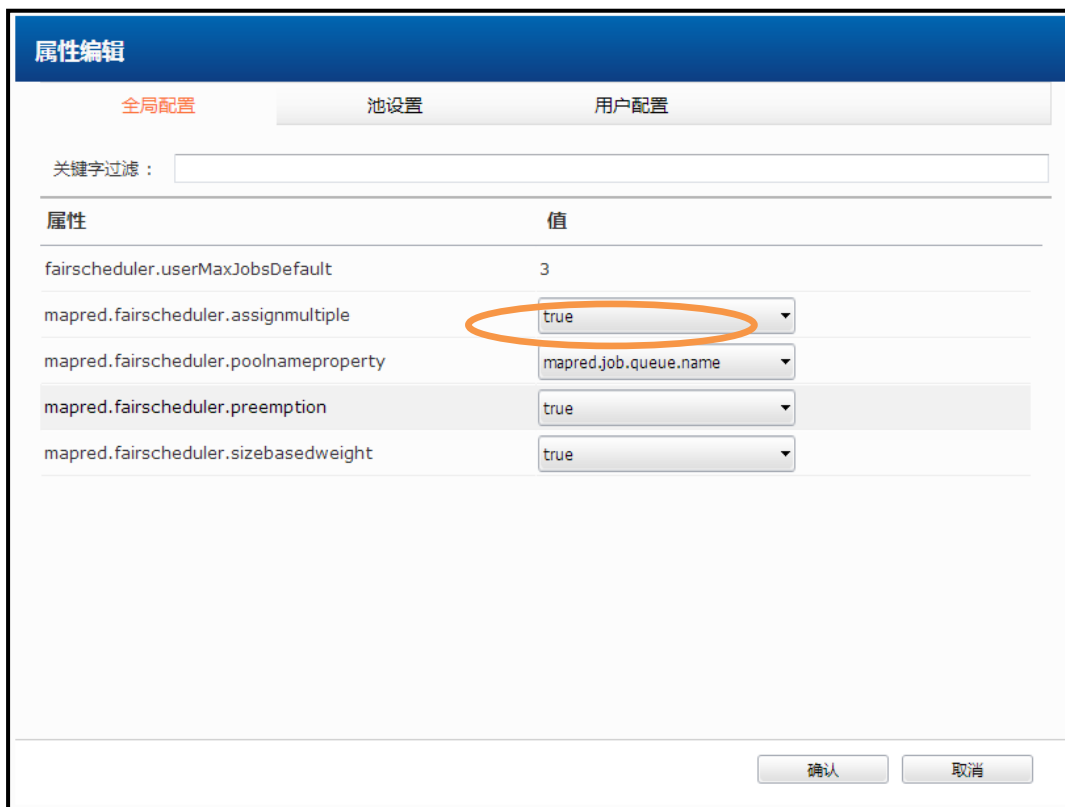 属性编辑
全局配置 池设置 用户配置
关键字过滤：
属性 值
fairscheduler.userMaxJobsDefault 3
mapred.fairscheduler.assignmultiple true
mapred.fairscheduler.poolnameproperty mapred.job.queue.name
mapred.fairscheduler.preemption true
mapred.fairscheduler.sizebasedweight true
确认 取消